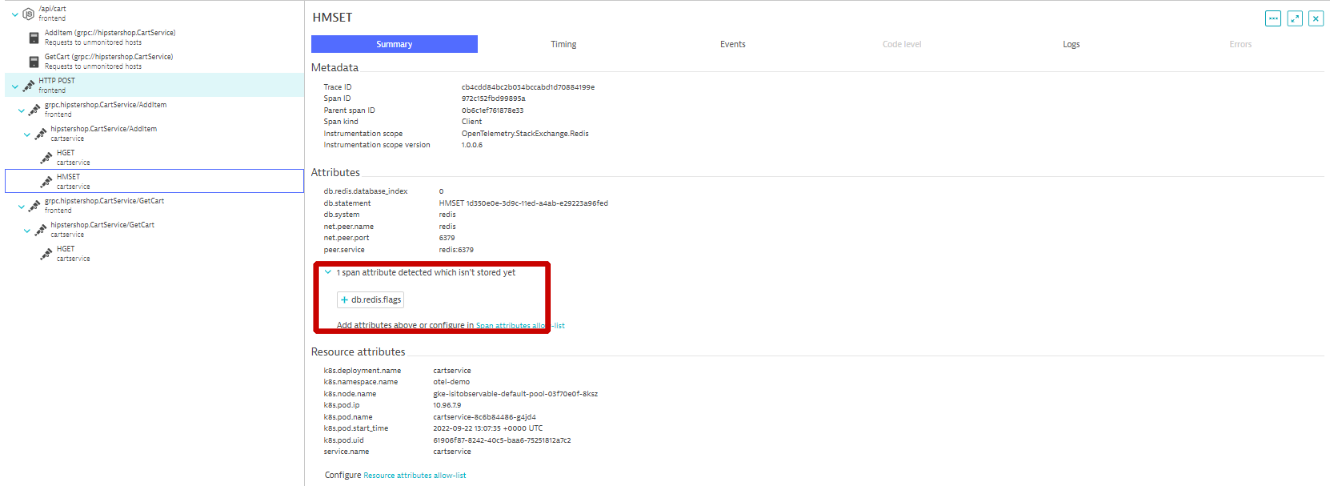 /api/cart
frontend
AddItem (grpc://hipstershop.CartService)
Requests to unmonitored hosts
GetCart (grpc://hipstershop.CartService)
Requests to unmonitored hosts
HTTP POST
frontend
grpc.hipstershop.CartService/AddItem
frontend
hipstershop.CartService/AddItem
cartservice
HGET
cartservice
HMSET
cartservice
grpc.hipstershop.CartService/GetCart
frontend
hipstershop.CartService/GetCart
cartservice
HGET
cartservice
HMSET
Summary Timing Events Code level Logs Errors
Metadata
Trace ID cb4cdd84bc2b034bccabd1d70884199e
Span ID 972c152fbd99895a
Parent span ID 0b6c1ef761878e33
Span kind Client
Instrumentation scope OpenTelemetry.StackExchange.Redis
Instrumentation scope version 1.0.0.6
Attributes
db.redis.database_index 0
db.statement HMSET 1d350e0e-3d9c-11ed-a4ab-e29223a96fed
db.system redis
net.peer.name redis
net.peer.port 6379
peer.service redis:6379
1 span attribute detected which isn't stored yet
+ db.redis.flags
Add attributes above or configure in Span attributes allow-list
Resource attributes
k8s.deployment.name cartservice
k8s.namespace.name otel-demo
k8s.node.name gke-isitobservable-default-pool-03f70e0f-8ksz
k8s.pod.ip 10.96.7.9
k8s.pod.name cartservice-8c6b84486-g4jd4
k8s.pod.start_time 2022-09-22 13:07:35 +0000 UTC
k8s.pod.uid 61906f87-8242-40c5-baa6-75251812a7c2
service.name cartservice
Configure Resource attributes allow-list